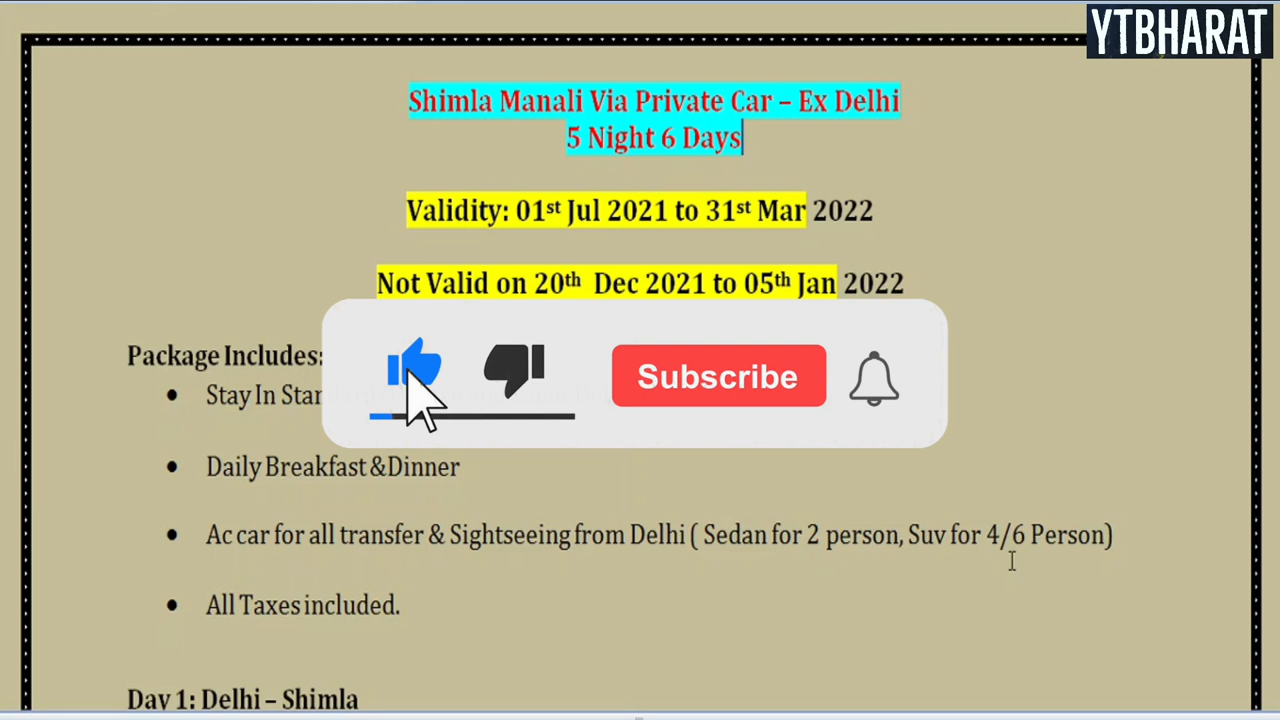 YTBHARAT
Shimla Manali Via Private Car – Ex Delhi
5 Night 6 Days
Validity: 01st Jul 2021 to 31st Mar 2022
Not Valid on 20th Dec 2021 to 05th Jan 2022
Package Includes:
• Stay In
Subscribe
• Daily Breakfast &Dinner
• Ac car for all transfer & Sightseeing from Delhi ( Sedan for 2 person, Suv for 4/6 Person)
• All Taxes included.
Day 1: Delhi – Shimla